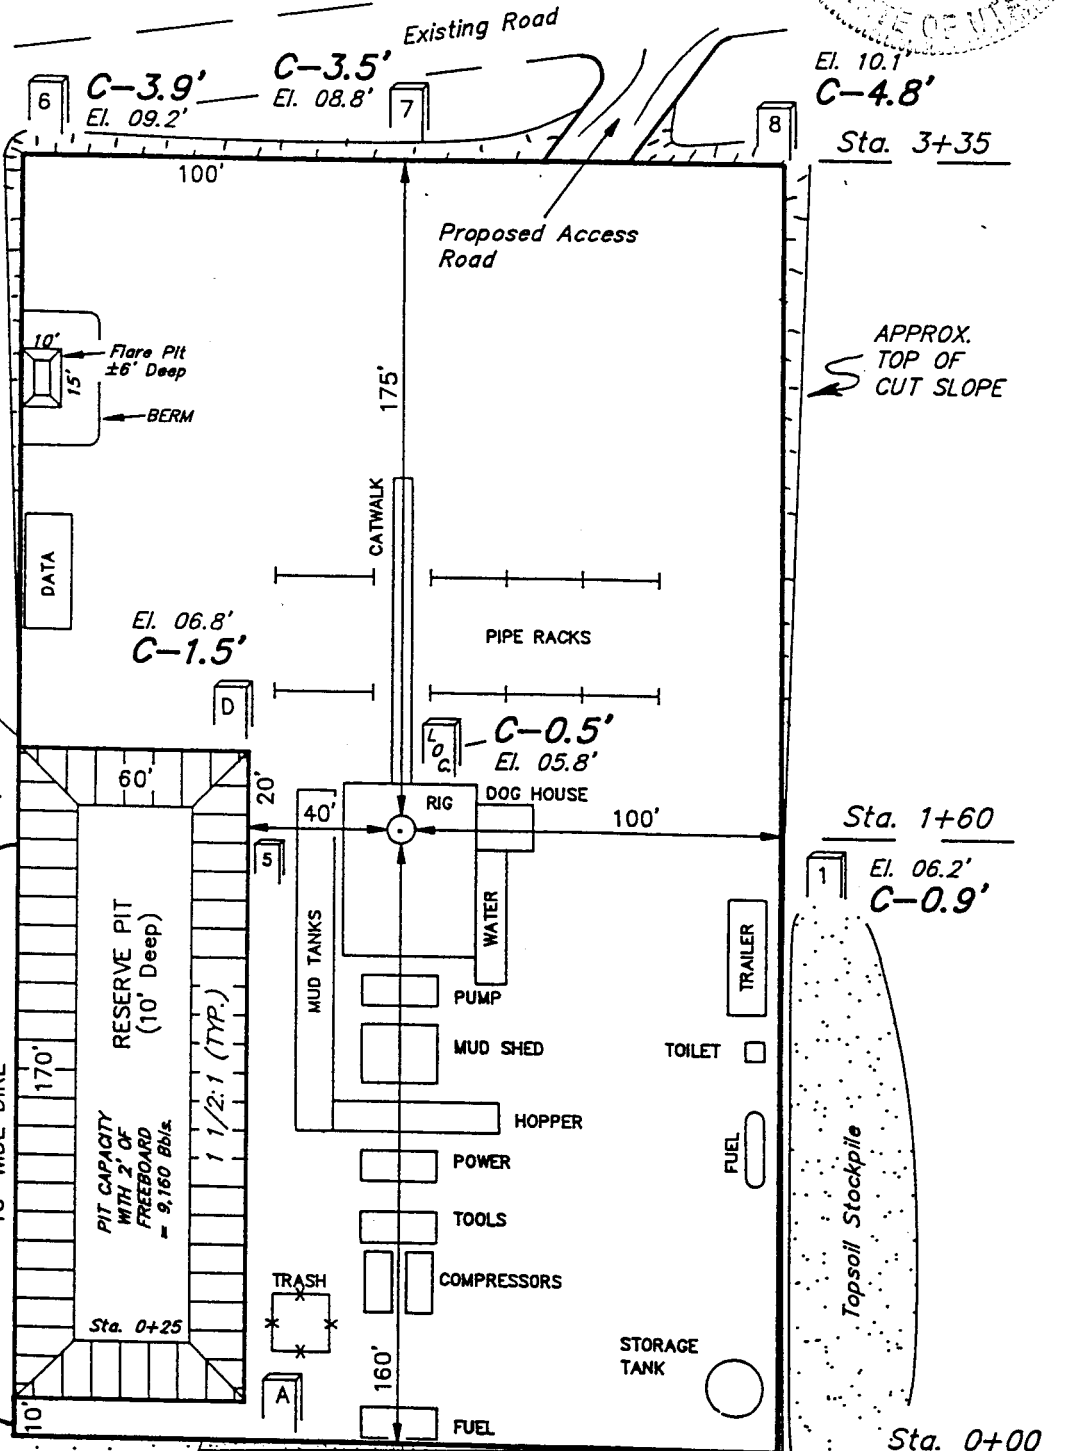 Existing Road
6
C-3.9'
El. 09.2'
C-3.5'
El. 08.8'
7
El. 10.1'
C-4.8'
8
Sta. 3+35
100'
Proposed Access
Road
10'
15'
Flare Pit
±6' Deep
BERM
175'
APPROX.
TOP OF
CUT SLOPE
CATWALK
DATA
El. 06.8'
C-1.5'
PIPE RACKS
D
LOC.
C-0.5'
El. 05.8'
60'
20'
40'
RIG
DOG HOUSE
100'
Sta. 1+60
5
1
El. 06.2'
C-0.9'
RESERVE PIT
(10' Deep)
MUD TANKS
WATER
TRAILER
PUMP
170'
1 1/2:1 (TYP.)
MUD SHED
TOILET
PIT CAPACITY
WITH 2' OF
FREEBOARD
= 9,160 Bbls.
HOPPER
FUEL
POWER
Topsoil Stockpile
TOOLS
TRASH
COMPRESSORS
Sta. 0+25
STORAGE
TANK
160'
A
10'
FUEL
Sta. 0+00